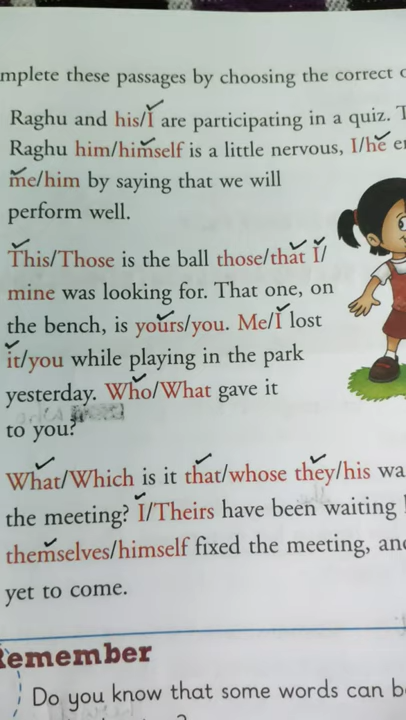 mplete these passages by choosing the correct
Raghu and his/I are participating in a quiz.
Raghu him/himself is a little nervous, I/he
me/him by saying that we will
perform well.
This/Those is the ball those/that I/
mine was looking for. That one, on
the bench, is yours/you. Me/I lost
it/you while playing in the park
yesterday. Who/What gave it
to you?
What/Which is it that/whose they/his wa
the meeting? I/Theirs have been waiting
themselves/himself fixed the meeting, an
yet to come.
Remember
Do you know that some words can b